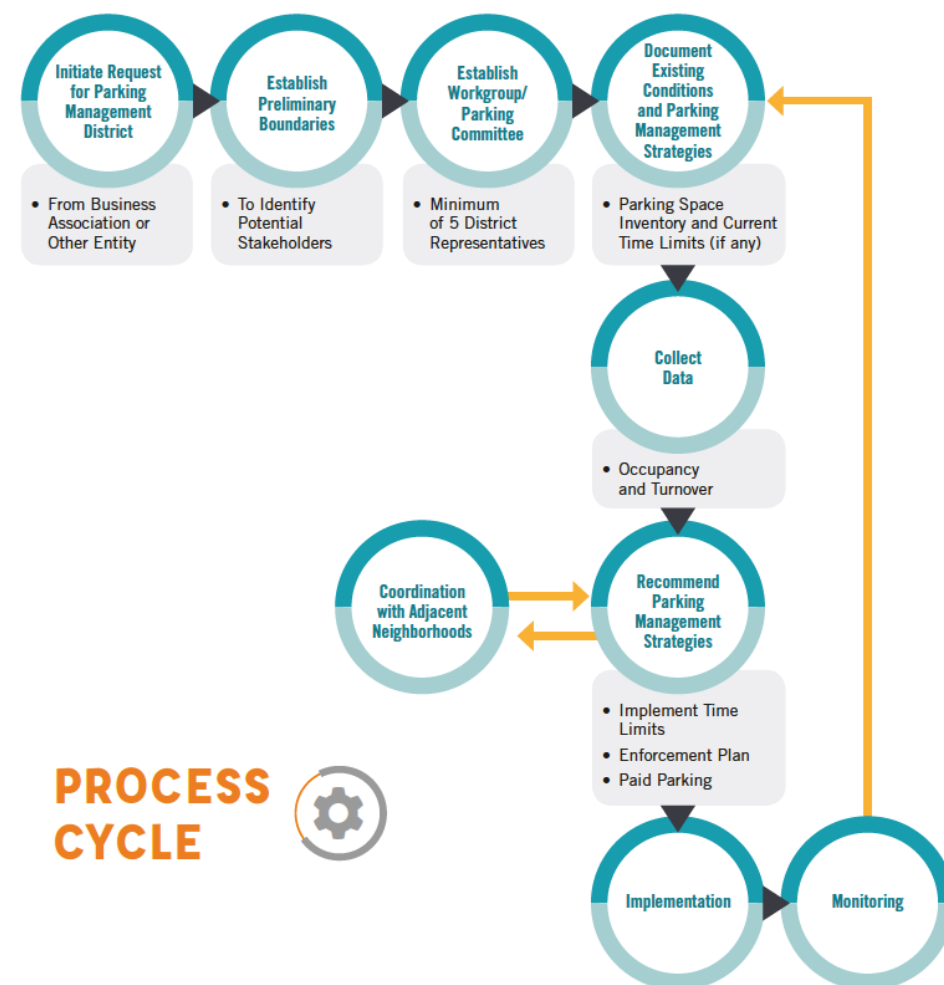 Initiate Request
for Parking
Management
District
• From Business
Association or
Other Entity
Establish
Preliminary
Boundaries
• To Identify
Potential
Stakeholders
Establish
Workgroup/
Parking
Committee
• Minimum
of 5 District
Representatives
Document
Existing
Conditions
and Parking
Management
Strategies
• Parking Space
Inventory and Current
Time Limits (if any)
Collect
Data
• Occupancy
and Turnover
Coordination
with Adjacent
Neighborhoods
Recommend
Parking
Management
Strategies
• Implement Time
Limits
• Enforcement Plan
• Paid Parking
PROCESS
CYCLE
Implementation
Monitoring